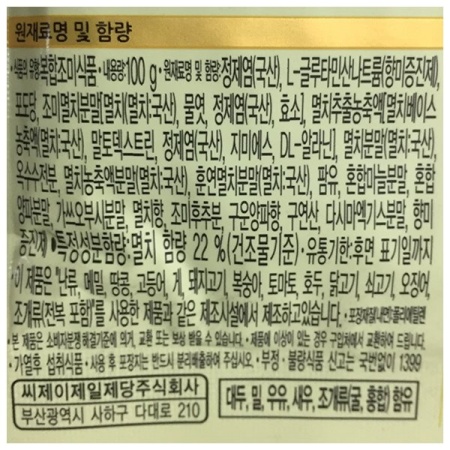 원재료명 및 함량
•식품의 유형:복합조미식품 •내용량:100 g •원재료명 및 함량:정제염(국산), L-글루타민산나트륨(향미증진제),
포도당, 조미멸치분말[멸치(멸치:국산), 물엿, 정제염(국산), 효소], 멸치추출농축액[멸치베이스
농축액(멸치:국산), 말토덱스트린, 정제염(국산), 지미에스, DL-알라닌], 멸치분말(멸치:국산),
옥수수전분, 멸치농축액분말(멸치:국산), 훈연멸치분말(멸치:국산), 팜유, 혼합마늘분말, 혼합
양파분말, 가쓰오부시분말, 멸치향, 조미후추분, 구운양파향, 구연산, 다시마엑기스분말, 향미
증진제 •특정성분함량:멸치 함량 22 %(건조물기준) •유통기한:후면 표기일까지
•이 제품은 "난류, 메밀, 땅콩, 고등어, 게, 돼지고기, 복숭아, 토마토, 호두, 닭고기, 쇠고기, 오징어,
조개류(전복 포함)"를 사용한 제품과 같은 제조시설에서 제조하고있습니다. •포장재질(내면):폴리에틸렌
•본 제품은 소비자분쟁해결기준에 의거, 교환 또는 보상 받을 수 있습니다. •제품에 이상이 있는 경우 구입처에서 교환하여 드립니다.
•가열후 섭취식품 •사용 후 포장지는 반드시 분리배출하여 주십시오. •부정·불량식품 신고는 국번없이 1399
씨제이제일제당주식회사
부산광역시 사하구 다대로 210
대두, 밀, 우유, 새우, 조개류(굴, 홍합) 함유